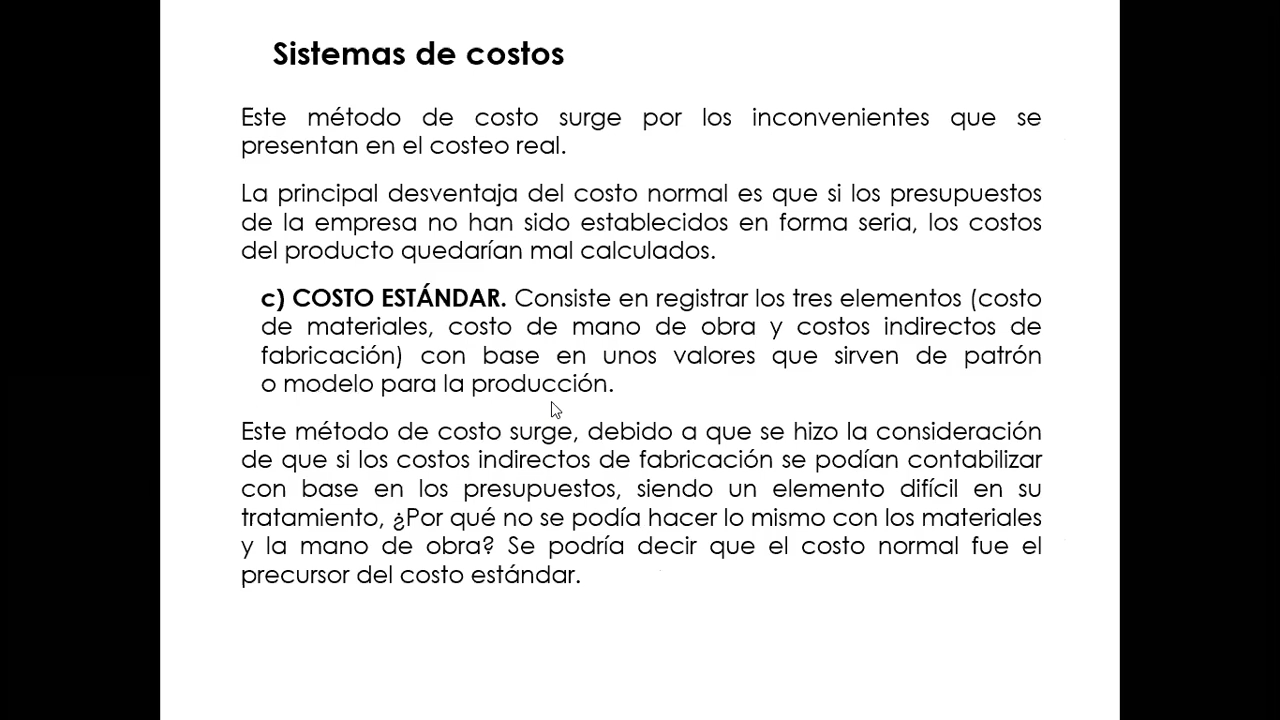 Sistemas de costos
Este método de costo surge por los inconvenientes que se
presentan en el costeo real.
La principal desventaja del costo normal es que si los presupuestos
de la empresa no han sido establecidos en forma seria, los costos
del producto quedarían mal calculados.
c) COSTO ESTÁNDAR. Consiste en registrar los tres elementos (costo
de materiales, costo de mano de obra y costos indirectos de
fabricación) con base en unos valores que sirven de patrón
o modelo para la producción.
Este método de costo surge, debido a que se hizo la consideración
de que si los costos indirectos de fabricación se podían contabilizar
con base en los presupuestos, siendo un elemento difícil en su
tratamiento, ¿Por qué no se podía hacer lo mismo con los materiales
y la mano de obra? Se podría decir que el costo normal fue el
precursor del costo estándar.